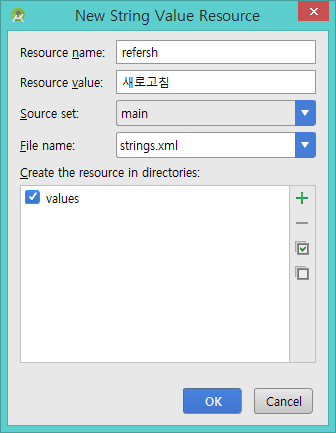 New String Value Resource
Resource name: refersh
Resource value: 새로고침
Source set: main
File name: strings.xml
Create the resource in directories:
values
OK Cancel